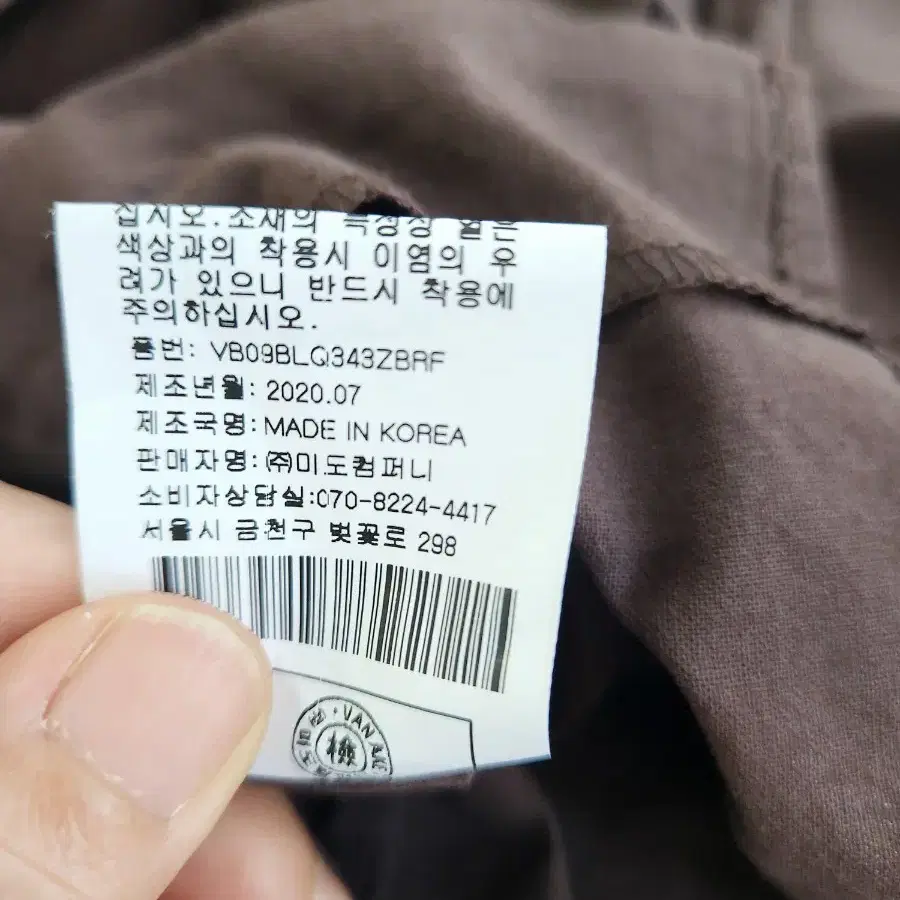 십시오.소재의 특성상 옅은
색상과의 착용시 이염의 우
려가 있으니 반드시 착용에
주의하십시오.
품번: VB09BLQ343ZBRF
제조년월: 2020.07
제조국명:MADE IN KOREA
판매자명:㈜미도컴퍼니
소비자상담실:070-8224-4417
서울시 금천구 벚꽃로 298
VAN
檢